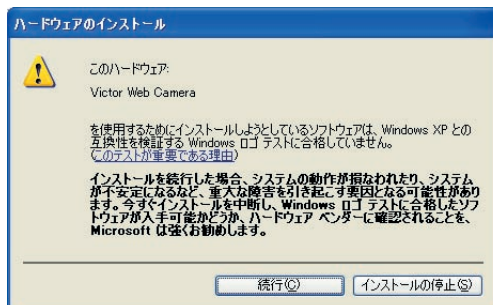 ハードウェアのインストール
このハードウェア:
Victor Web Camera
を使用するためにインストールしようとしているソフトウェアは、Windows XP との
互換性を検証する Windows ロゴ テストに合格していません。
(このテストが重要である理由)
インストールを続行した場合、システムの動作が損なわれたり、システム
が不安定になるなど、重大な障害を引き起こす要因となる可能性があり
ます。今すぐインストールを中断し、Windows ロゴ テストに合格したソフ
トウェアが入手可能かどうか、ハードウェア ベンダーに確認されることを、
Microsoft は強くお勧めします。
続行(C)
インストールの停止(S)